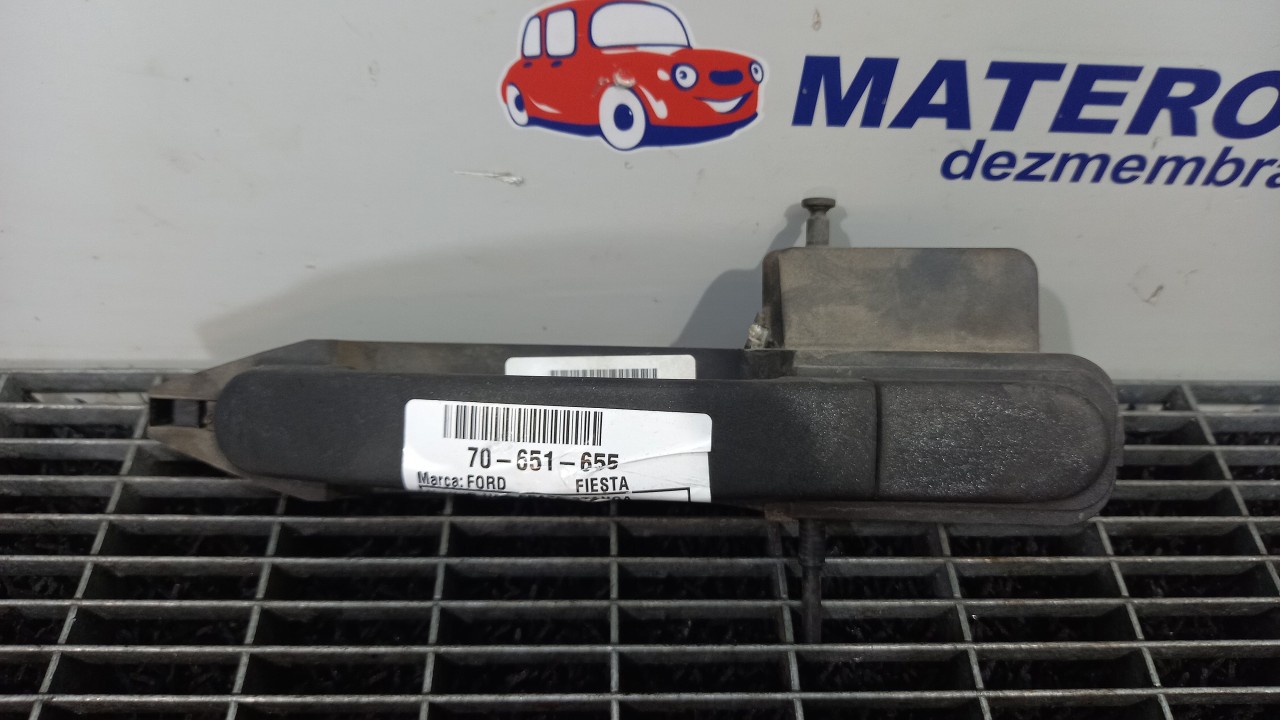 MATERO
dezmembra
70-651-655
Marca: FORD FIESTA